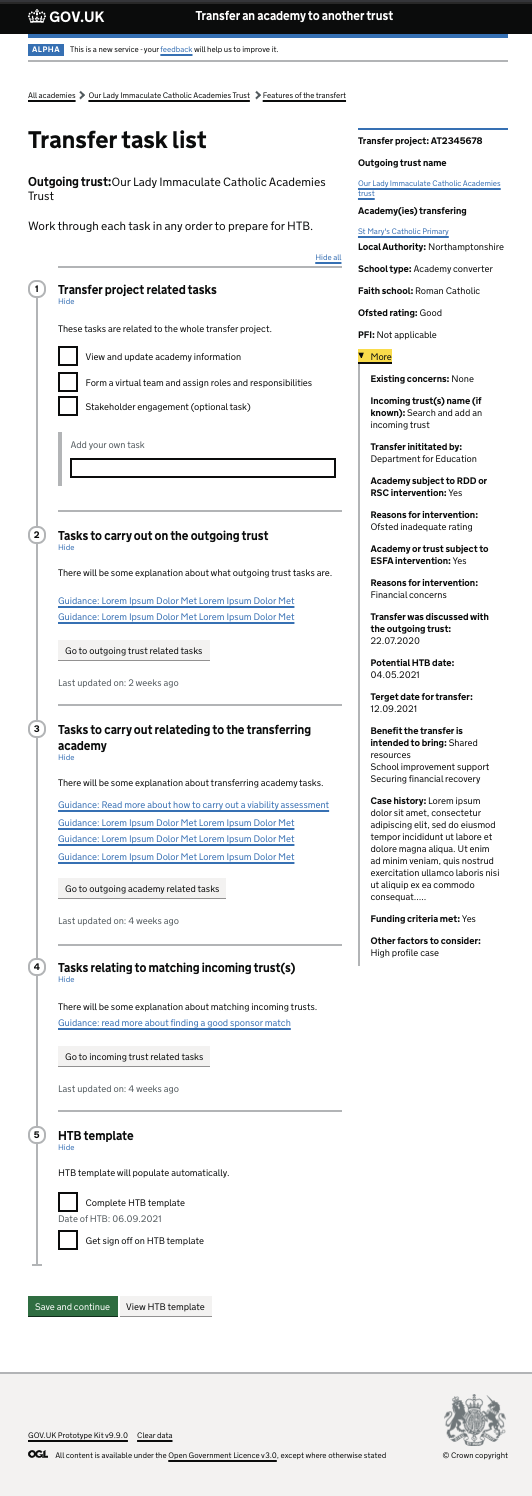 GOV.UK
Transfer an academy to another trust
ALPHA This is a new service - your feedback will help us to improve it.
All academies Our Lady Immaculate Catholic Academies Trust Features of the transfert
Transfer task list
Outgoing trust:Our Lady Immaculate Catholic Academies
Trust
Work through each task in any order to prepare for HTB.
Hide all
1 Transfer project related tasks
Hide
These tasks are related to the whole transfer project.
View and update academy information
Form a virtual team and assign roles and responsibilities
Stakeholder engagement (optional task)
Add your own task
2 Tasks to carry out on the outgoing trust
Hide
There will be some explanation about what outgoing trust tasks are.
Guidance: Lorem Ipsum Dolor Met Lorem Ipsum Dolor Met
Guidance: Lorem Ipsum Dolor Met Lorem Ipsum Dolor Met
Go to outgoing trust related tasks
Last updated on: 2 weeks ago
3 Tasks to carry out relateding to the transferring
academy
Hide
There will be some explanation about transferring academy tasks.
Guidance: Read more about how to carry out a viability assessment
Guidance: Lorem Ipsum Dolor Met Lorem Ipsum Dolor Met
Guidance: Lorem Ipsum Dolor Met Lorem Ipsum Dolor Met
Guidance: Lorem Ipsum Dolor Met Lorem Ipsum Dolor Met
Go to outgoing academy related tasks
Last updated on: 4 weeks ago
4 Tasks relating to matching incoming trust(s)
Hide
There will be some explanation about matching incoming trusts.
Guidance: read more about finding a good sponsor match
Go to incoming trust related tasks
Last updated on: 4 weeks ago
5 HTB template
Hide
HTB template will populate automatically.
Complete HTB template
Date of HTB: 06.09.2021
Get sign off on HTB template
Save and continue
View HTB template
Transfer project: AT2345678
Outgoing trust name
Our Lady Immaculate Catholic Academies
trust
Academy(ies) transfering
St Mary's Catholic Primary
Local Authority: Northamptonshire
School type: Academy converter
Faith school: Roman Catholic
Ofsted rating: Good
PFI: Not applicable
▼ More
Existing concerns: None
Incoming trust(s) name (if
known): Search and add an
incoming trust
Transfer inititated by:
Department for Education
Academy subject to RDD or
RSC intervention: Yes
Reasons for intervention:
Ofsted inadequate rating
Academy or trust subject to
ESFA intervention: Yes
Reasons for intervention:
Financial concerns
Transfer was discussed with
the outgoing trust:
22.07.2020
Potential HTB date:
04.05.2021
Terget date for transfer:
12.09.2021
Benefit the transfer is
intended to bring: Shared
resources
School improvement support
Securing financial recovery
Case history: Lorem ipsum
dolor sit amet, consectetur
adipiscing elit, sed do eiusmod
tempor incididunt ut labore et
dolore magna aliqua. Ut enim
ad minim veniam, quis nostrud
exercitation ullamco laboris nisi
ut aliquip ex ea commodo
consequat.....
Funding criteria met: Yes
Other factors to consider:
High profile case
GOV.UK Prototype Kit v9.9.0 Clear data
OGL All content is available under the Open Government Licence v3.0, except where otherwise stated
© Crown copyright